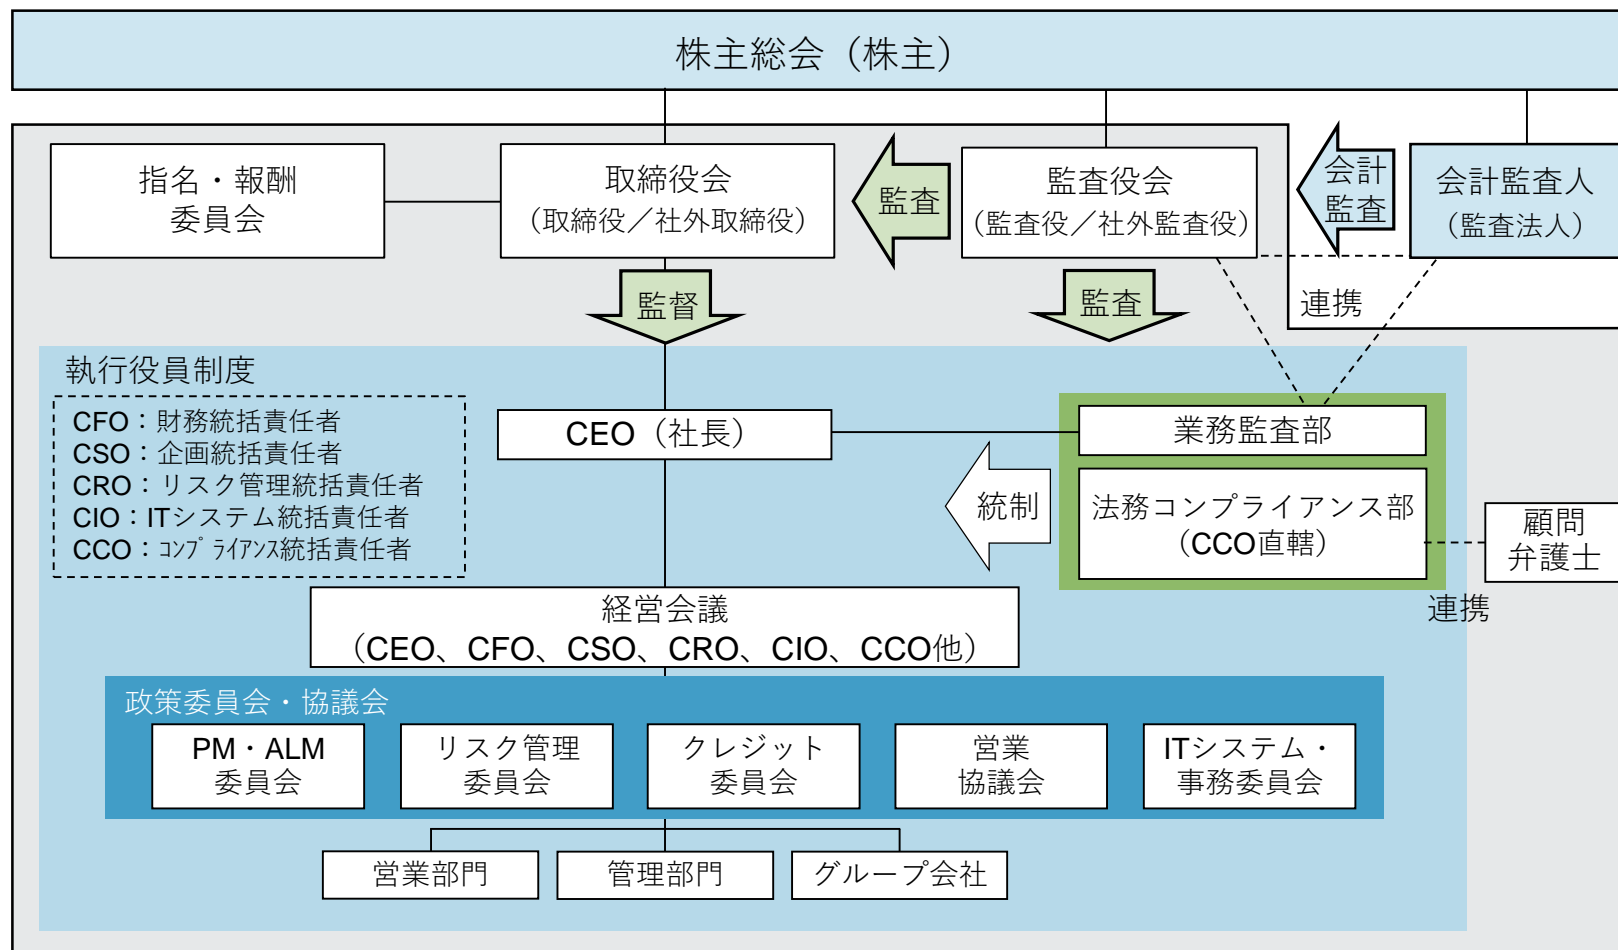 株主総会（株主）
指名・報酬
委員会
取締役会
（取締役／社外取締役）
監査
監査役会
（監査役／社外監査役）
会計
監査
会計監査人
（監査法人）
監督
監査
連携
執行役員制度
CFO：財務統括責任者
CSO：企画統括責任者
CRO：リスク管理統括責任者
CIO：ITシステム統括責任者
CCO：ｺﾝﾌﾟﾗｲｱﾝｽ統括責任者
CEO（社長）
業務監査部
統制
法務コンプライアンス部
（CCO直轄）
顧問
弁護士
連携
経営会議
（CEO、CFO、CSO、CRO、CIO、CCO他）
政策委員会・協議会
PM・ALM
委員会
リスク管理
委員会
クレジット
委員会
営業
協議会
ITシステム・
事務委員会
営業部門
管理部門
グループ会社